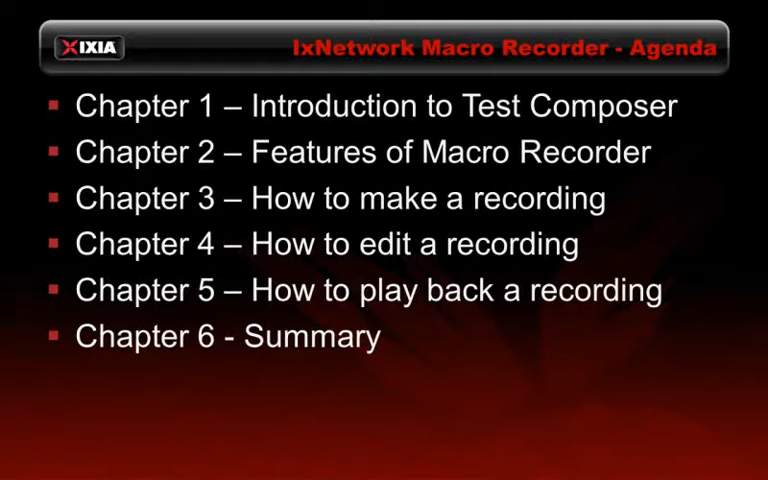 IXIA
IxNetwork Macro Recorder - Agenda
Chapter 1 – Introduction to Test Composer
Chapter 2 – Features of Macro Recorder
Chapter 3 – How to make a recording
Chapter 4 – How to edit a recording
Chapter 5 – How to play back a recording
Chapter 6 - Summary